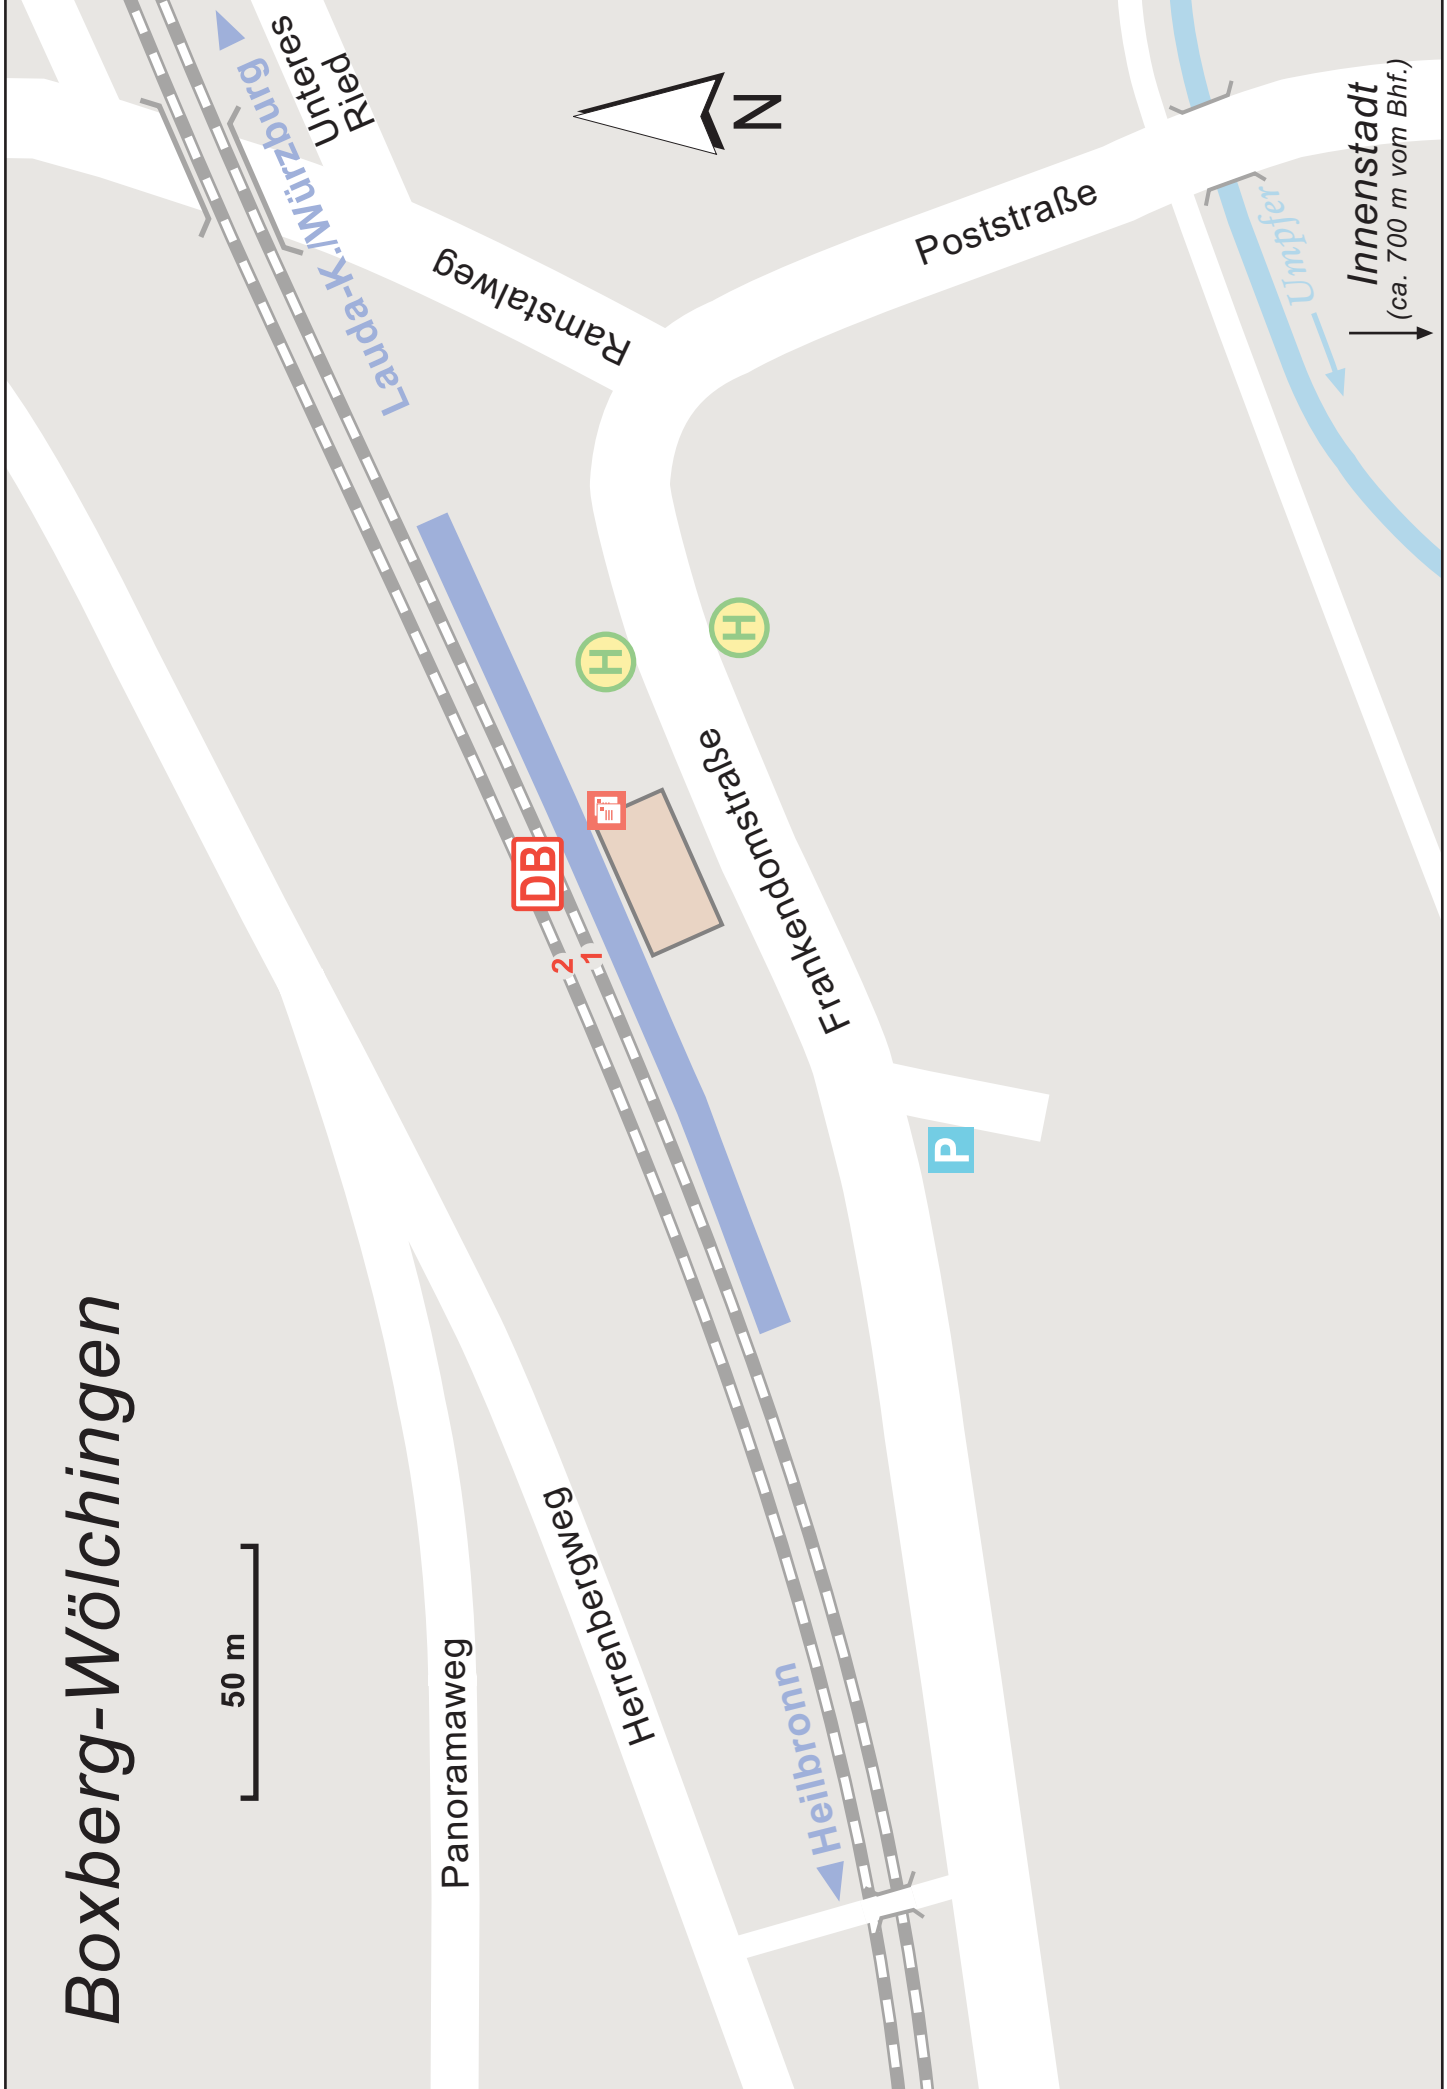 Boxberg-Wölchingen
50 m
Panoramaweg
Herrenbergweg
Heilbronn
Lauda-K./Würzburg
Unteres
Ried
Ramstalweg
N
Poststraße
Frankendomstraße
DB
2
1
H
H
P
Umpfer
Innenstadt
(ca. 700 m vom Bhf.)